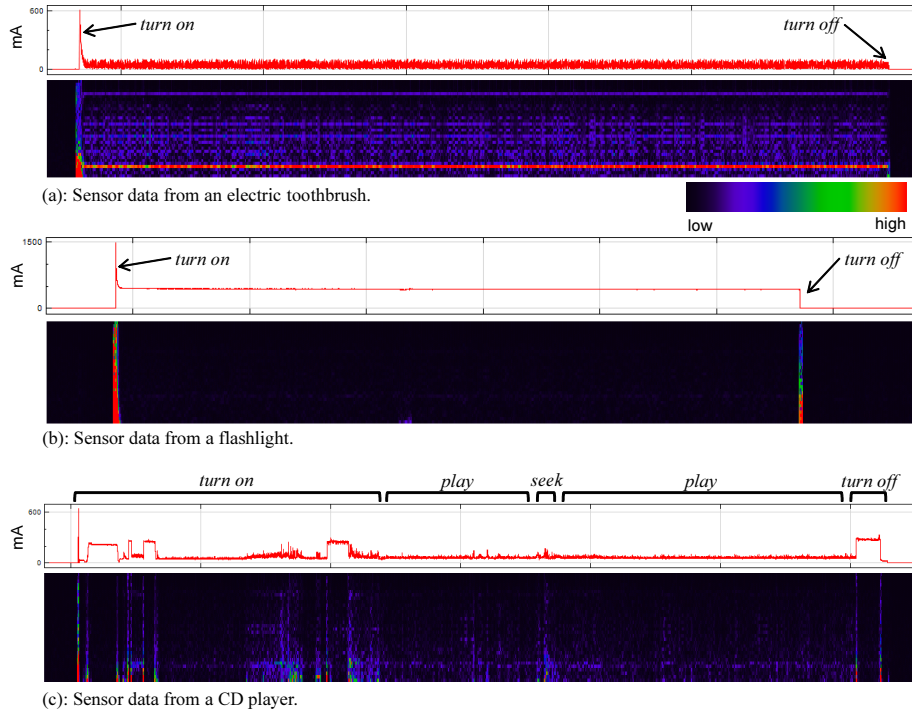 600
mA
0
turn on
turn off
(a): Sensor data from an electric toothbrush.
low
high
1500
mA
0
turn on
turn off
(b): Sensor data from a flashlight.
turn on
play
seek
play
turn off
600
mA
0
(c): Sensor data from a CD player.